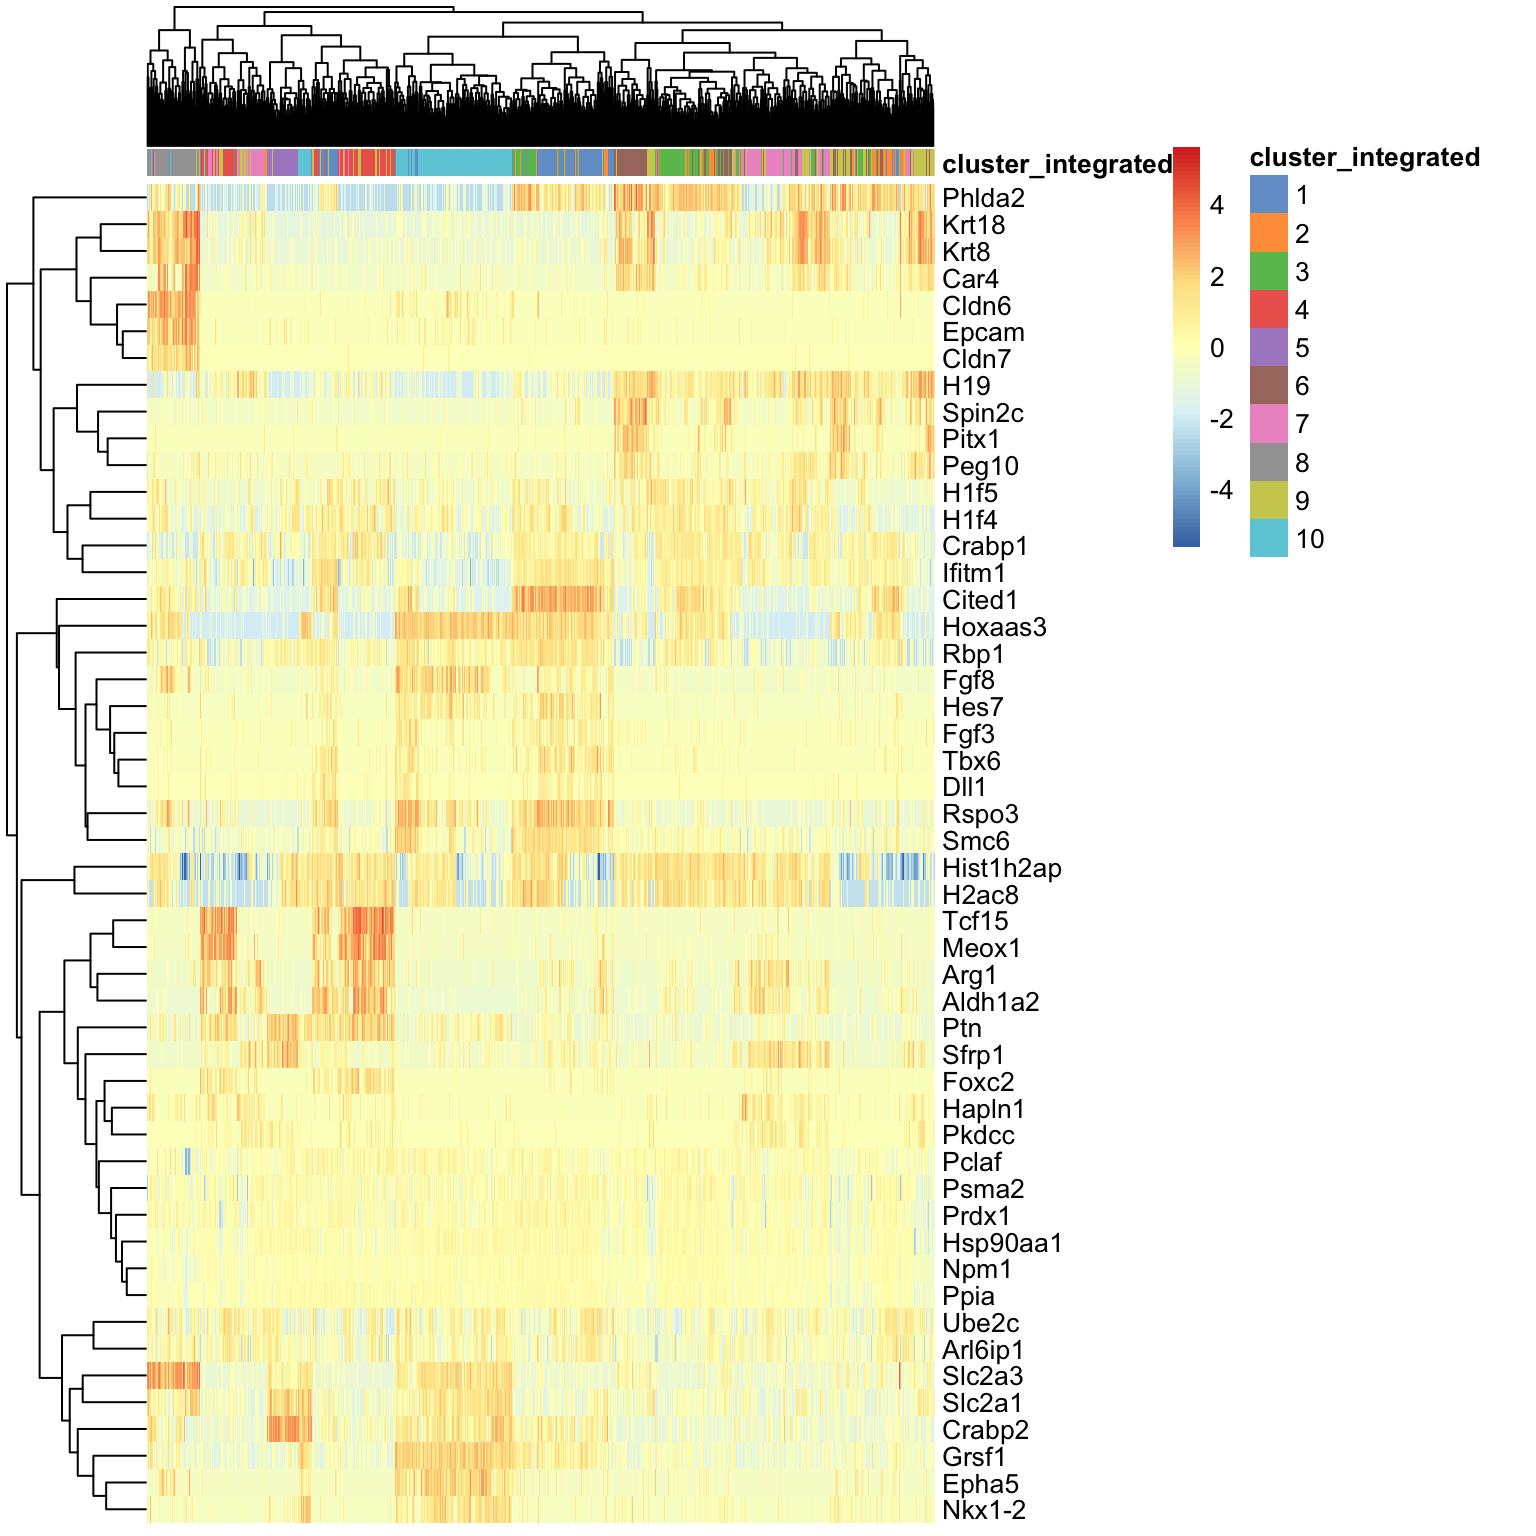 cluster_integrated
Phlda2
Krt18
Krt8
Car4
Cldn6
Epcam
Cldn7
H19
Spin2c
Pitx1
Peg10
H1f5
H1f4
Crabp1
Ifitm1
Cited1
Hoxaas3
Rbp1
Fgf8
Hes7
Fgf3
Tbx6
Dll1
Rspo3
Smc6
Hist1h2ap
H2ac8
Tcf15
Meox1
Arg1
Aldh1a2
Ptn
Sfrp1
Foxc2
Hapln1
Pkdcc
Pclaf
Psma2
Prdx1
Hsp90aa1
Npm1
Ppia
Ube2c
Arl6ip1
Slc2a3
Slc2a1
Crabp2
Grsf1
Epha5
Nkx1-2
4
2
0
-2
-4
cluster_integrated
1
2
3
4
5
6
7
8
9
10